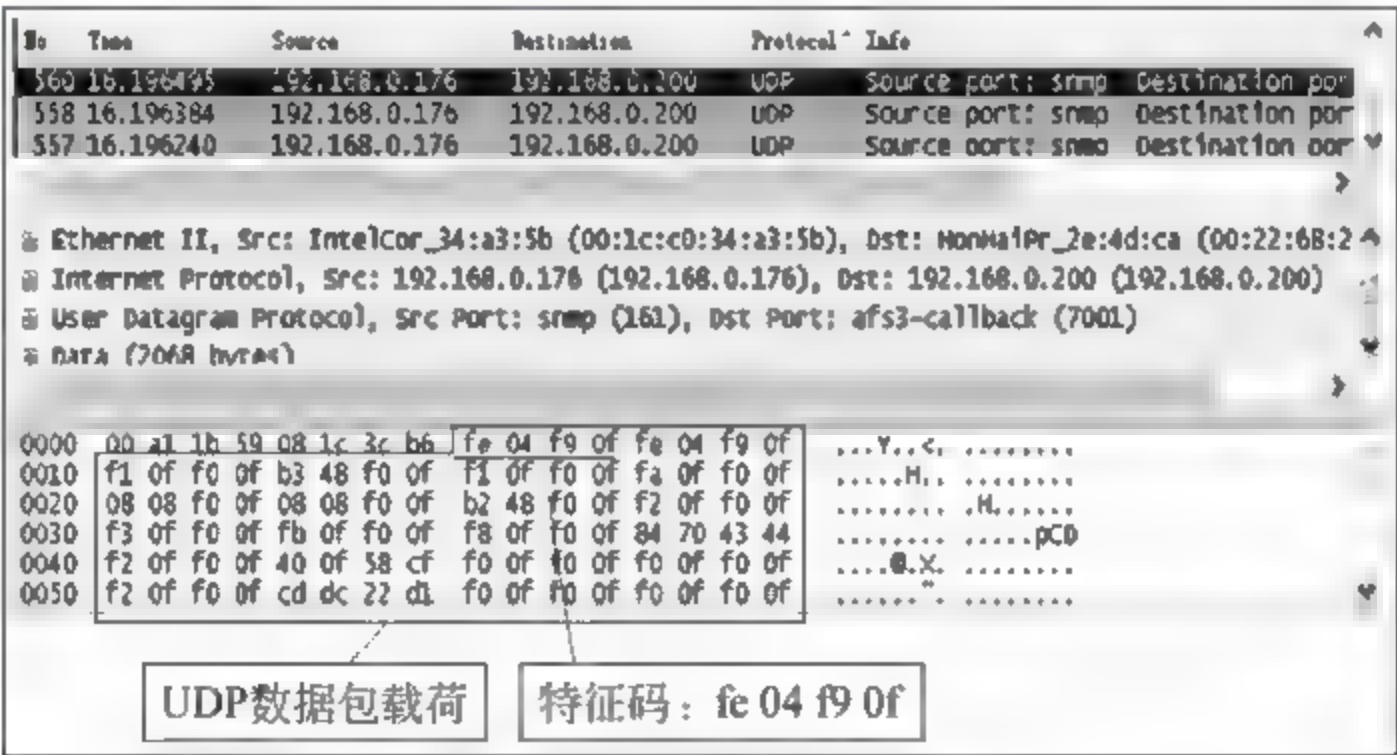 No Time Source Destination Protocol Info
560 16.196495 192.168.0.176 192.168.0.200 UDP Source port: snmp Destination por
558 16.196384 192.168.0.176 192.168.0.200 UDP Source port: snmp Destination por
557 16.196240 192.168.0.176 192.168.0.200 UDP Source port: snmp Destination por
Ethernet II, Src: IntelCor_34:a3:5b (00:1c:c0:34:a3:5b), Dst: HonHaiPr_2e:4d:ca (00:22:68:2
Internet Protocol, Src: 192.168.0.176 (192.168.0.176), Dst: 192.168.0.200 (192.168.0.200)
User Datagram Protocol, Src Port: snmp (161), Dst Port: afs3-callback (7001)
Data (2068 bytes)
0000 00 a1 1b 59 08 1c 3c b6 fe 04 f9 0f fe 04 f9 0f ...Y..<. ........
0010 f1 0f f0 0f b3 48 f0 0f f1 0f f0 0f fa 0f f0 0f .....H.. ........
0020 08 08 f0 0f 08 08 f0 0f b2 48 f0 0f f2 0f f0 0f ........ .H......
0030 f3 0f f0 0f fb 0f f0 0f f8 0f f0 0f 84 70 43 44 ........ .....pCD
0040 f2 0f f0 0f 40 0f 58 cf f0 0f f0 0f f0 0f f0 0f ....@.X. ........
0050 f2 0f f0 0f cd dc 22 d1 f0 0f f0 0f f0 0f f0 0f ......". ........
UDP数据包载荷
特征码：fe 04 f9 0f